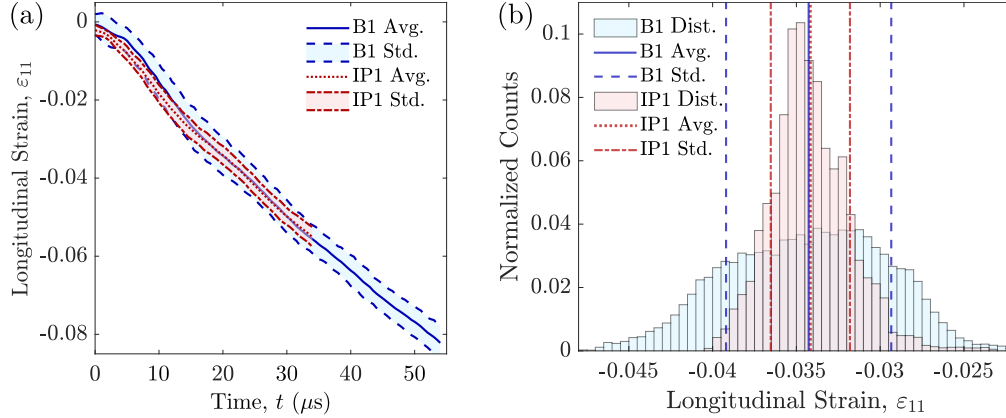 (a)
Longitudinal Strain, ε₁₁
0
-0.02
-0.04
-0.06
-0.08
B1 Avg.
B1 Std.
IP1 Avg.
IP1 Std.
0 10 20 30 40 50
Time, t (μs)
(b)
Normalized Counts
0.1
0.08
0.06
0.04
0.02
0
B1 Dist.
B1 Avg.
B1 Std.
IP1 Dist.
IP1 Avg.
IP1 Std.
-0.045 -0.04 -0.035 -0.03 -0.025
Longitudinal Strain, ε₁₁